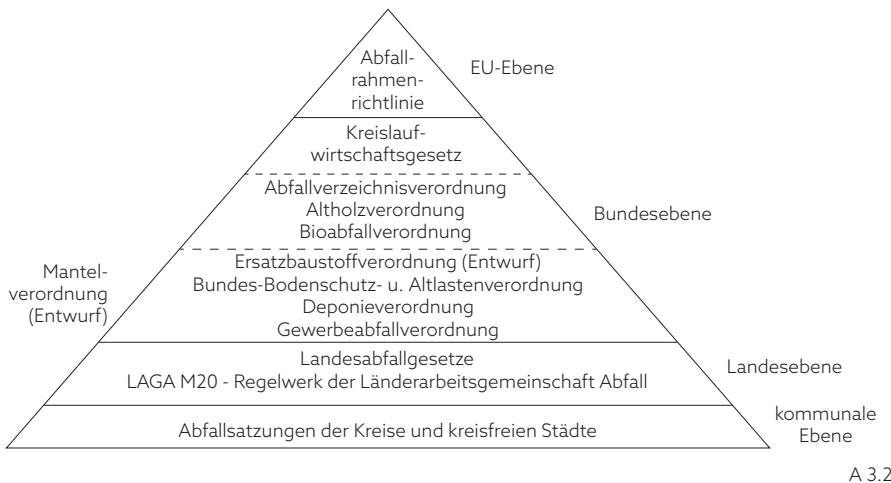 Abfall-
rahmen-
richtlinie
EU-Ebene
Kreislauf-
wirtschaftsgesetz
Abfallverzeichnisverordnung
Altholzverordnung
Bioabfallverordnung
Bundesebene
Mantel-
verordnung
(Entwurf)
Ersatzbaustoffverordnung (Entwurf)
Bundes-Bodenschutz- u. Altlastenverordnung
Deponieverordnung
Gewerbeabfallverordnung
Landesabfallgesetze
LAGA M20 - Regelwerk der Länderarbeitsgemeinschaft Abfall
Landesebene
Abfallsatzungen der Kreise und kreisfreien Städte
kommunale
Ebene
A 3.2